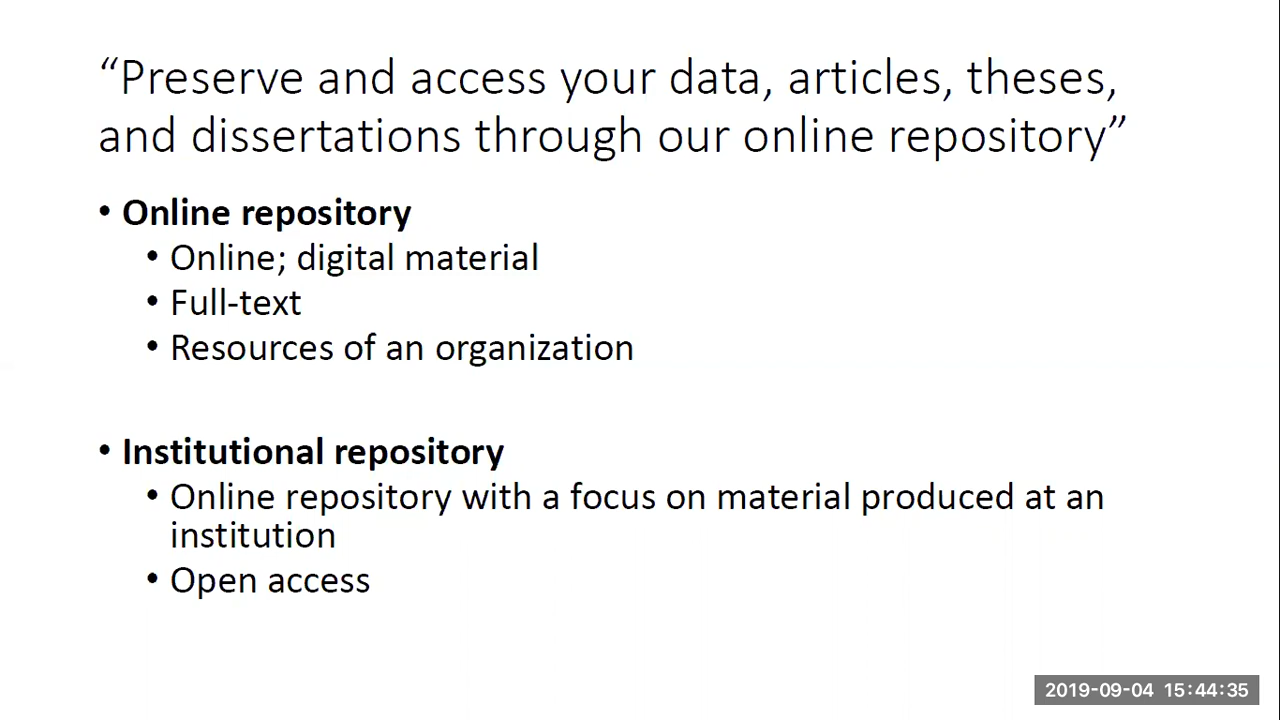 “Preserve and access your data, articles, theses,
and dissertations through our online repository”
• Online repository
• Online; digital material
• Full-text
• Resources of an organization
• Institutional repository
• Online repository with a focus on material produced at an
institution
• Open access
2019-09-04 15:44:35